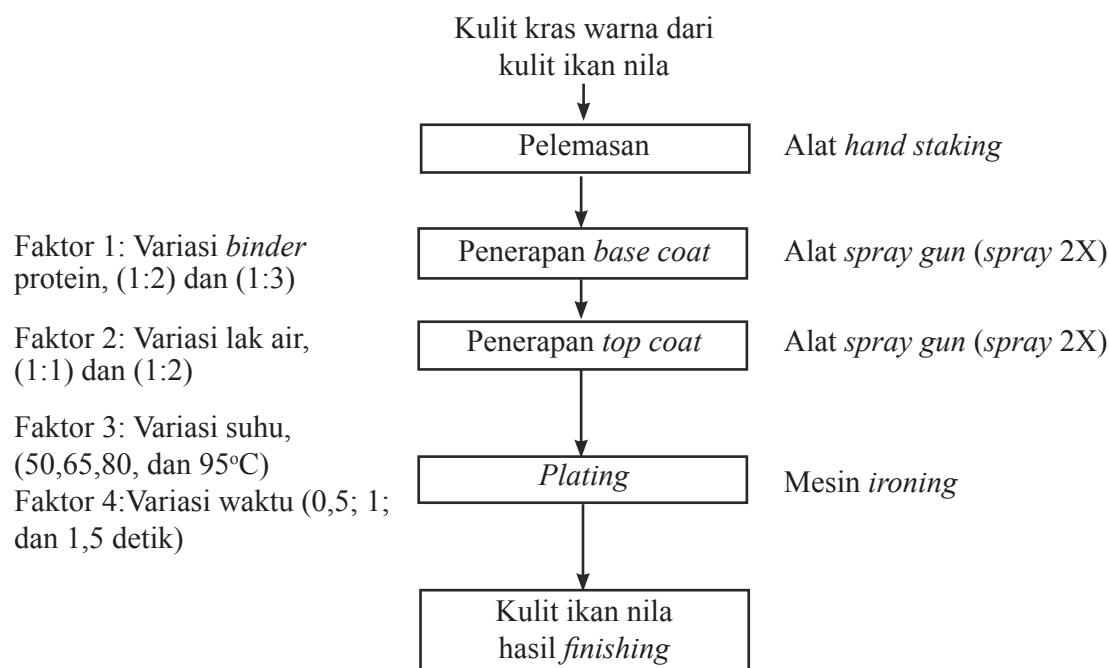 Kulit kras warna dari
kulit ikan nila
Pelemasan
Alat hand staking
Faktor 1: Variasi binder
protein, (1:2) dan (1:3)
Penerapan base coat
Alat spray gun (spray 2X)
Faktor 2: Variasi lak air,
(1:1) dan (1:2)
Penerapan top coat
Alat spray gun (spray 2X)
Faktor 3: Variasi suhu,
(50,65,80, dan 95°C)
Faktor 4:Variasi waktu (0,5; 1;
dan 1,5 detik)
Plating
Mesin ironing
Kulit ikan nila
hasil finishing